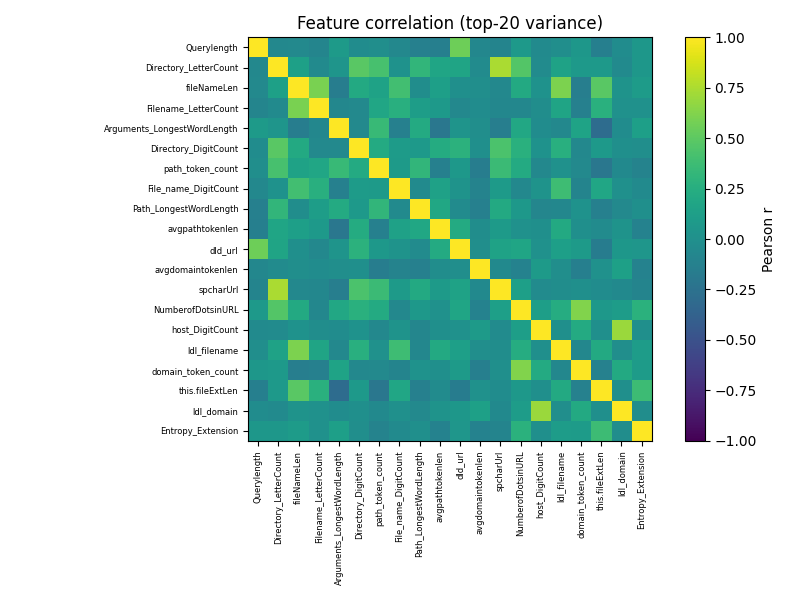 Feature correlation (top-20 variance)
Querylength
Directory_LetterCount
fileNameLen
Filename_LetterCount
Arguments_LongestWordLength
Directory_DigitCount
path_token_count
File_name_DigitCount
Path_LongestWordLength
avgpathtokenlen
dld_url
avgdomaintokenlen
spcharUrl
NumberofDotsinURL
host_DigitCount
ldl_filename
domain_token_count
this.fileExtLen
ldl_domain
Entropy_Extension
Querylength
Directory_LetterCount
fileNameLen
Filename_LetterCount
Arguments_LongestWordLength
Directory_DigitCount
path_token_count
File_name_DigitCount
Path_LongestWordLength
avgpathtokenlen
dld_url
avgdomaintokenlen
spcharUrl
NumberofDotsinURL
host_DigitCount
ldl_filename
domain_token_count
this.fileExtLen
ldl_domain
Entropy_Extension
1.00
0.75
0.50
0.25
0.00
−0.25
−0.50
−0.75
−1.00
Pearson r